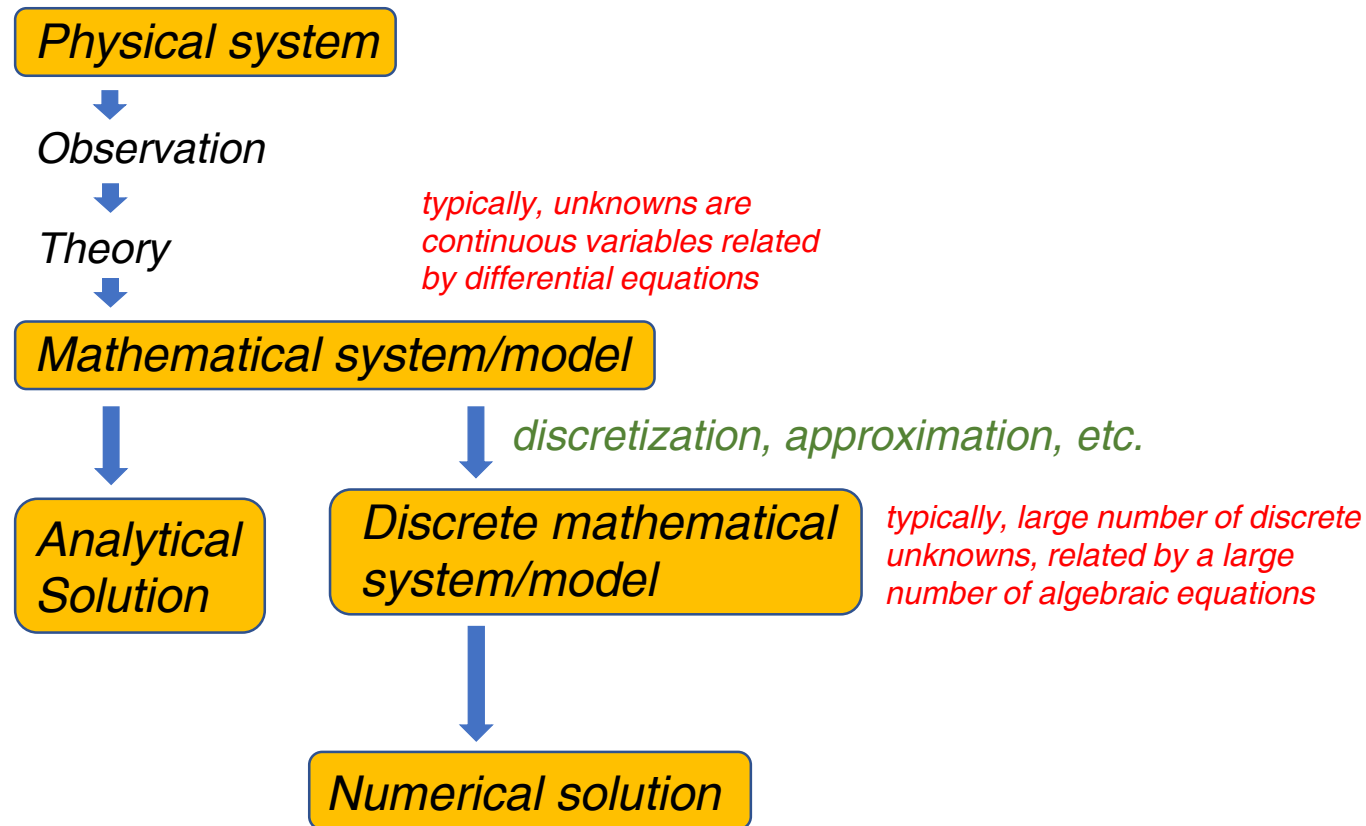 Physical system
Observation
Theory
typically, unknowns are
continuous variables related
by differential equations
Mathematical system/model
discretization, approximation, etc.
Analytical
Solution
Discrete mathematical
system/model
typically, large number of discrete
unknowns, related by a large
number of algebraic equations
Numerical solution